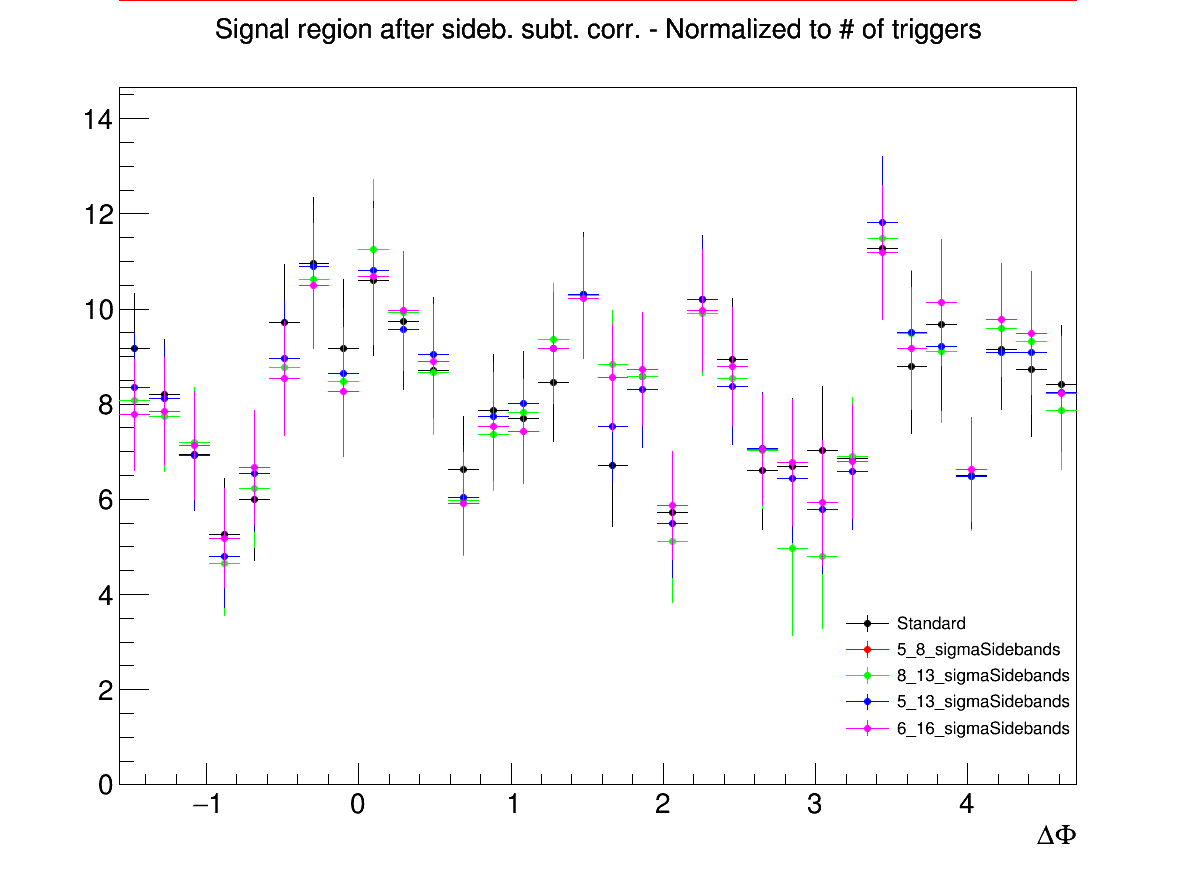 Signal region after sideb. subt. corr. - Normalized to # of triggers
14
12
10
8
6
4
2
0
−1 0 1 2 3 4
ΔΦ
Standard
5_8_sigmaSidebands
8_13_sigmaSidebands
5_13_sigmaSidebands
6_16_sigmaSidebands